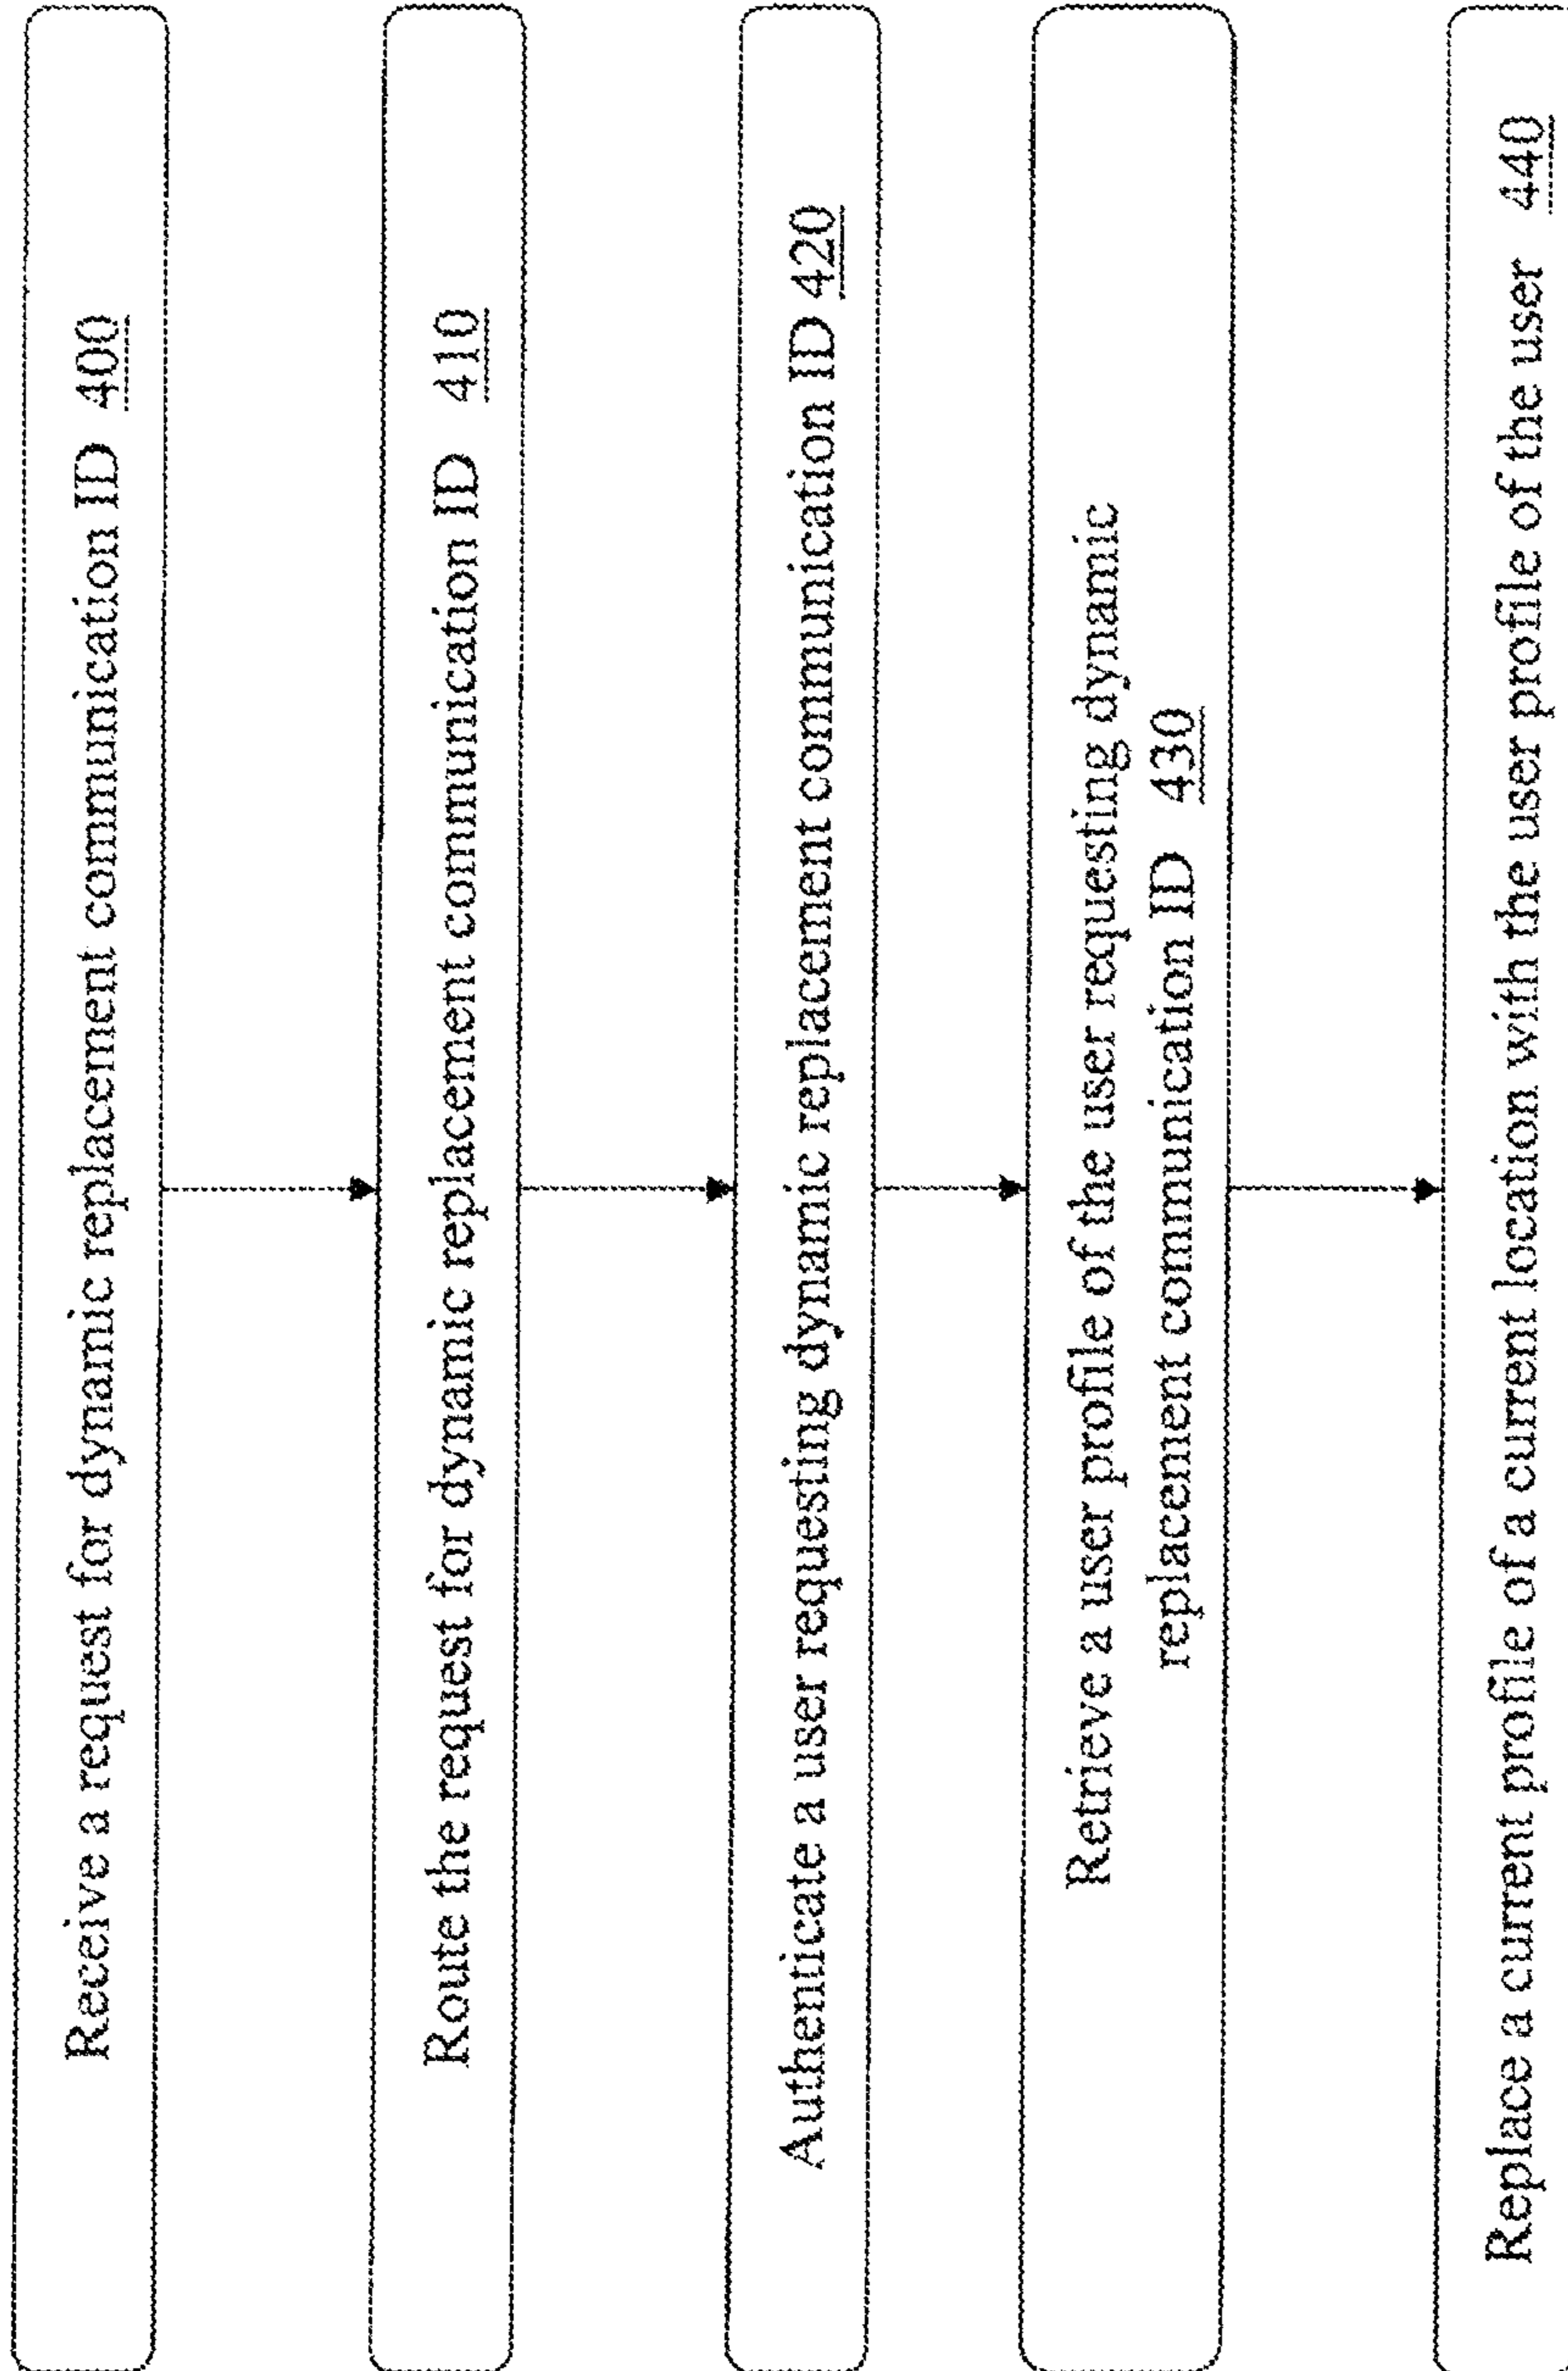 Receive a request for dynamic replacement communication ID 400
Route the request for dynamic replacement communication ID 410
Authenticate a user requesting dynamic replacement communication ID 420
Retrieve a user profile of the user requesting dynamic
replacement communication ID 430
Replace a current profile of a current location with the user profile of the user 440